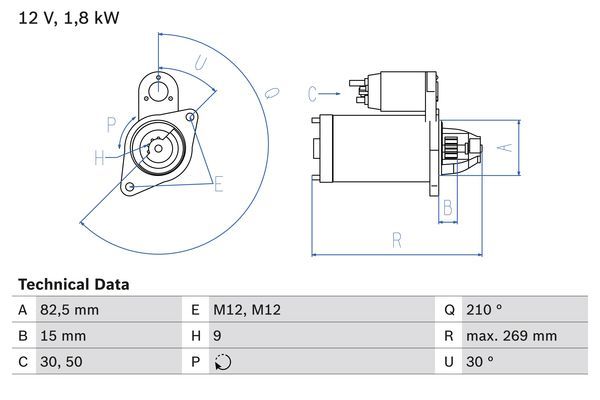 12 V, 1,8 kW
U
Q
P
H
E
C
A
B
R
Technical Data
A 82,5 mm E M12, M12 Q 210 °
B 15 mm H 9 R max. 269 mm
C 30, 50 P U 30 °